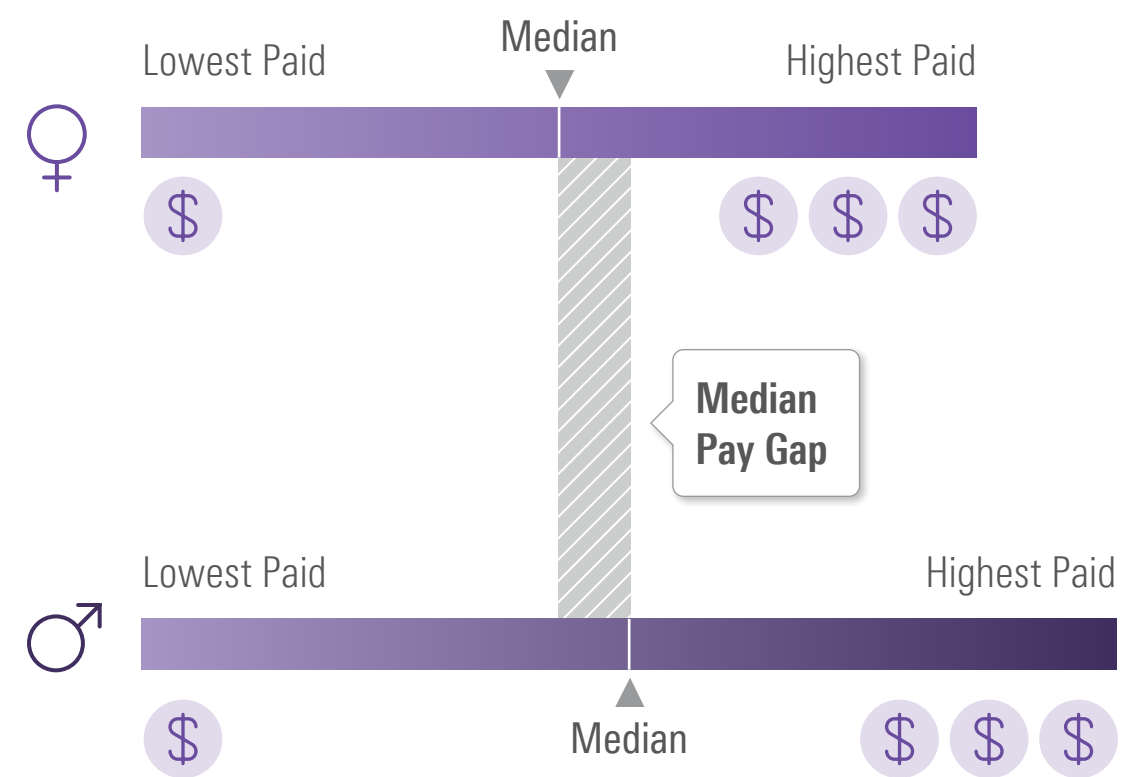 Median
Lowest Paid
Highest Paid
$
$ $ $
Median
Pay Gap
Lowest Paid
Highest Paid
$
Median
$ $ $